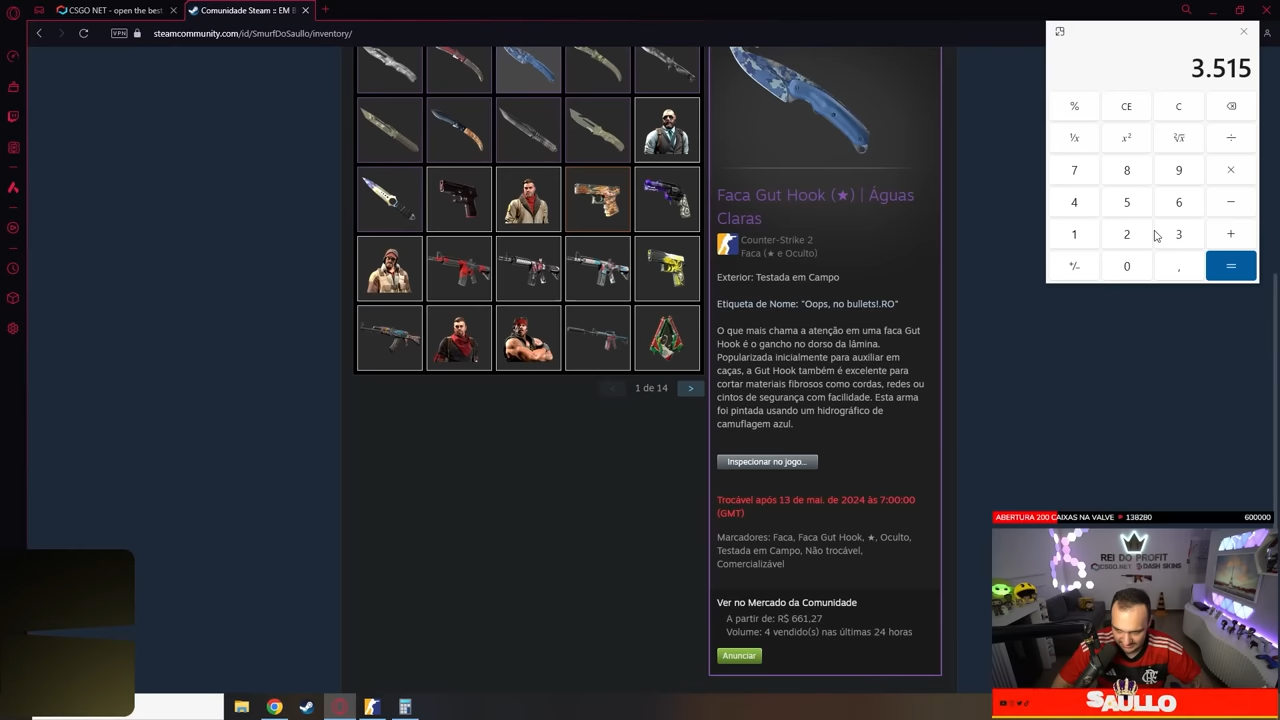 CSGO NET - open the best
Comunidade Steam :: EM B
VPN
steamcommunity.com/id/SmurfDoSaullo/inventory/
3.515
% CE C
¹/x x² ²√x ÷
7 8 9 ×
4 5 6 −
1 2 3 +
+/− 0 , =
Faca Gut Hook (★) | Águas
Claras
Counter-Strike 2
Faca (★ e Oculto)
Exterior: Testada em Campo
Etiqueta de Nome: "Oops, no bullets!.RO"
O que mais chama a atenção em uma faca Gut
Hook é o gancho no dorso da lâmina.
Popularizada inicialmente para auxiliar em
caças, a Gut Hook também é excelente para
cortar materiais fibrosos como cordas, redes ou
cintos de segurança com facilidade. Esta arma
foi pintada usando um hidrográfico de
camuflagem azul.
< 1 de 14 >
Inspecionar no jogo...
Trocável após 13 de mai. de 2024 às 7:00:00
(GMT)
Marcadores: Faca, Faca Gut Hook, ★, Oculto,
Testada em Campo, Não trocável,
Comercializável
Ver no Mercado da Comunidade
A partir de: R$ 661,27
Volume: 4 vendido(s) nas últimas 24 horas
Anunciar
ABERTURA 200 CAIXAS NA VALVE 138280 600000
REI DO PROFIT
CSGO.NET DASH SKINS
SAULLO